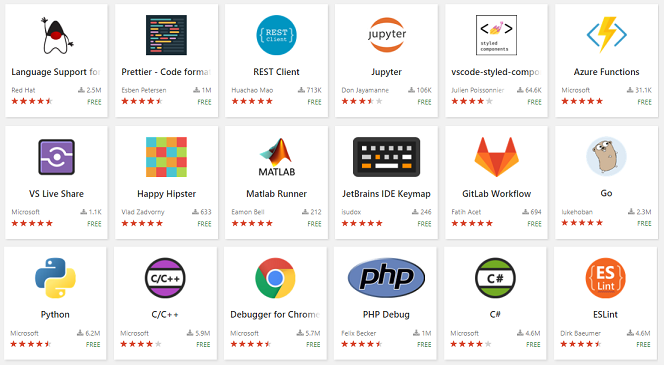 REST
Client
jupyter
styled
components
Language Support for
Prettier - Code format
REST Client
Jupyter
vscode-styled-compo
Azure Functions
Red Hat 2.5M
Esben Petersen 1M
Huachao Mao 713K
Don Jayamanne 106K
Julien Poissonnier 64.6K
Microsoft 31.1K
FREE
FREE
FREE
FREE
FREE
FREE
MATLAB
VS Live Share
Happy Hipster
Matlab Runner
JetBrains IDE Keymap
GitLab Workflow
Go
Microsoft 1.1K
Vlad Zadvorny 633
Eamon Bell 212
isudox 246
Fatih Acet 694
lukehoban 2.3M
FREE
FREE
FREE
FREE
FREE
FREE
C/C++
php
C#
ES
Lint
Python
C/C++
Debugger for Chrome
PHP Debug
C#
ESLint
Microsoft 6.2M
Microsoft 5.9M
Microsoft 5.7M
Felix Becker 1M
Microsoft 4.6M
Dirk Baeumer 4.6M
FREE
FREE
FREE
FREE
FREE
FREE